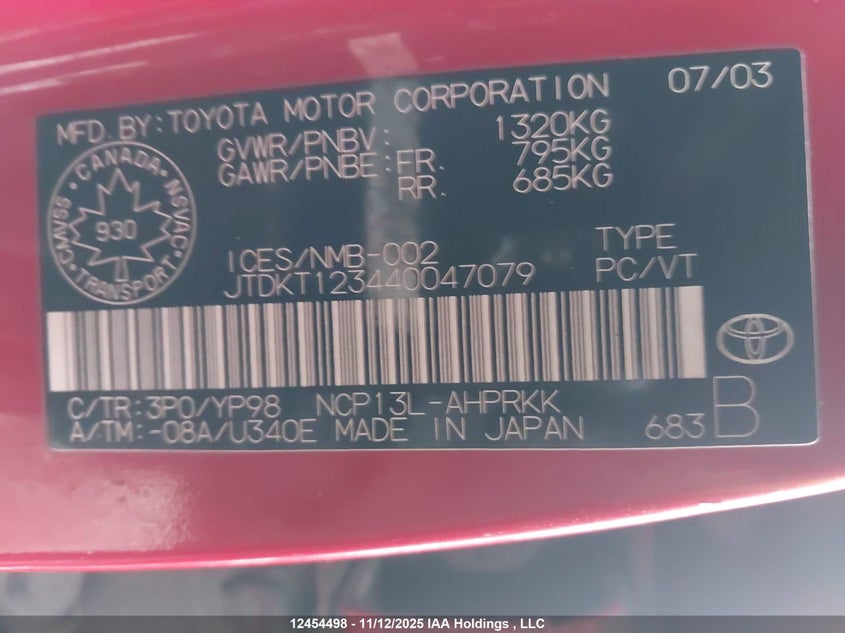 MFD. BY: TOYOTA MOTOR CORPORATION 07/03
GVWR/PNBV: 1320KG
GAWR/PNBE: FR. 795KG
RR. 685KG
CANADA
CMVSS 930 NSVAC
TRANSPORT
ICES/NMB-002
JTDKT123440047079
TYPE
PC/VT
C/TR: 3P0/YP98 NCP13L-AHPRKK
A/TM: -08A/U340E MADE IN JAPAN
683 B
12454498 - 11/12/2025 IAA Holdings , LLC